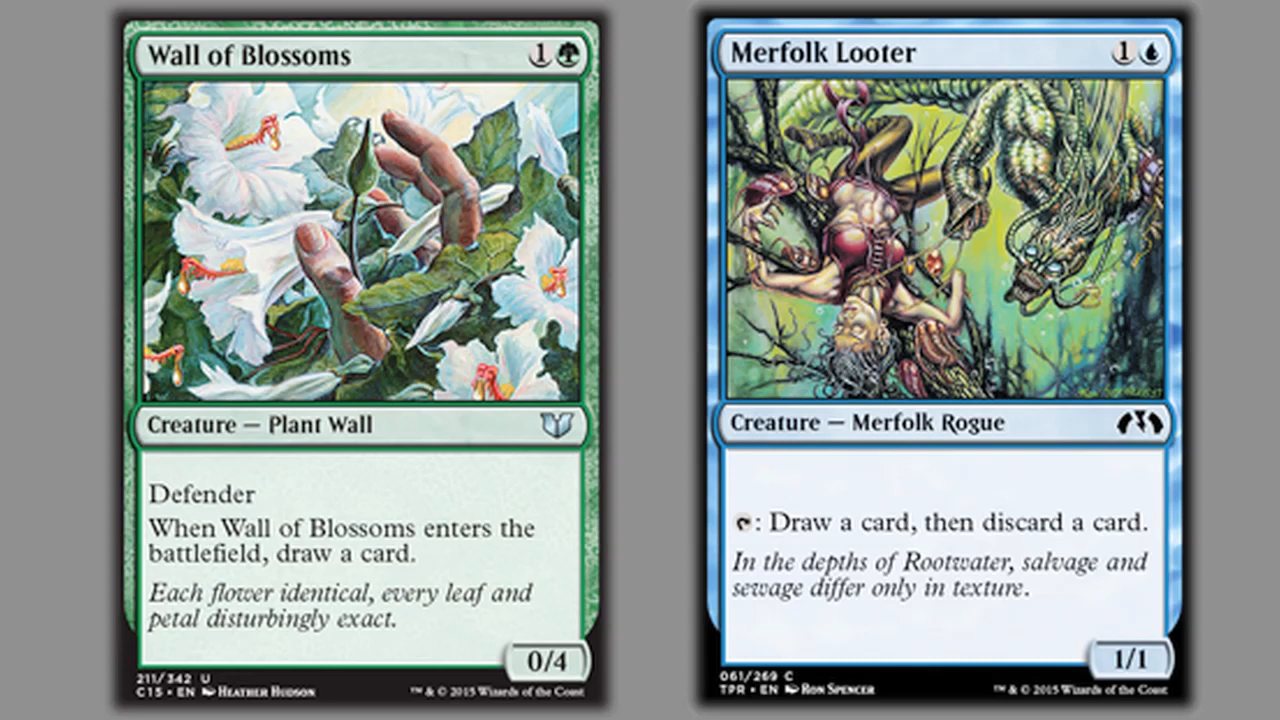 Wall of Blossoms 1
Creature — Plant Wall
Defender
When Wall of Blossoms enters the
battlefield, draw a card.
Each flower identical, every leaf and
petal disturbingly exact.
0/4
211/342 U
C15 • EN Heather Hudson ™ & © 2015 Wizards of the Coast
Merfolk Looter 1
Creature — Merfolk Rogue
: Draw a card, then discard a card.
In the depths of Rootwater, salvage and
sewage differ only in texture.
1/1
061/269 C
TPR • EN Ron Spencer ™ & © 2015 Wizards of the Coast